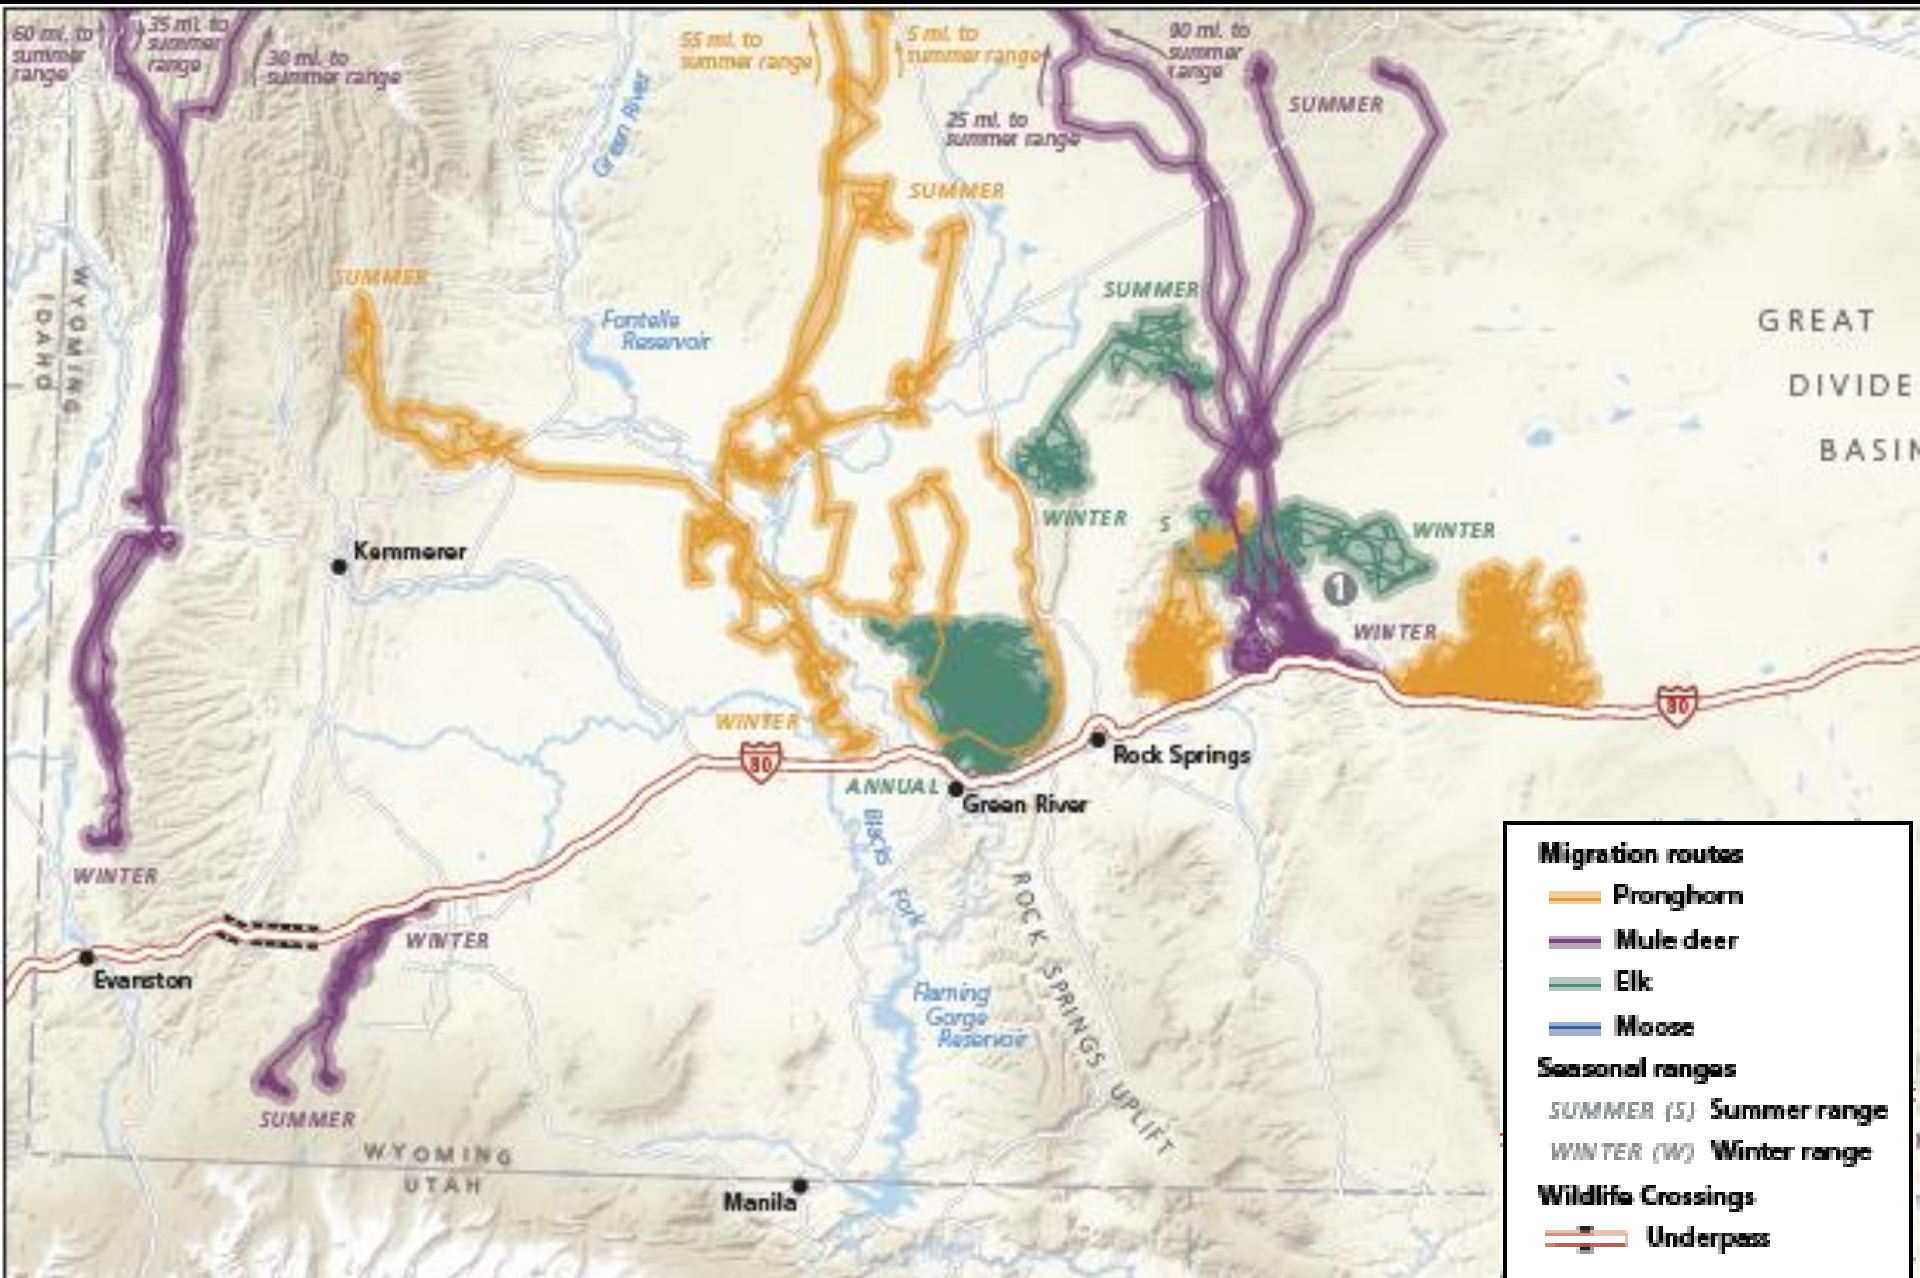 60 mi. to
summer
range
35 mi. to
summer
range
30 mi. to
summer range
55 mi. to
summer range
5 mi. to
summer range
90 mi. to
summer
range
25 mi. to
summer range
SUMMER
Green River
SUMMER
SUMMER
SUMMER
WYOMING
IDAHO
Fontelle
Reservoir
GREAT
DIVIDE
BASIN
WINTER
S
WINTER
Kemmerer
1
WINTER
WINTER
80
80
Rock Springs
ANNUAL
Green River
Blacks Fork
WINTER
WINTER
Evanston
Flaming
Gorge
Reservoir
ROCK SPRINGS UPLIFT
SUMMER
WYOMING
UTAH
Manila
Migration routes
Pronghorn
Mule deer
Elk
Moose
Seasonal ranges
SUMMER (S) Summer range
WINTER (W) Winter range
Wildlife Crossings
Underpass